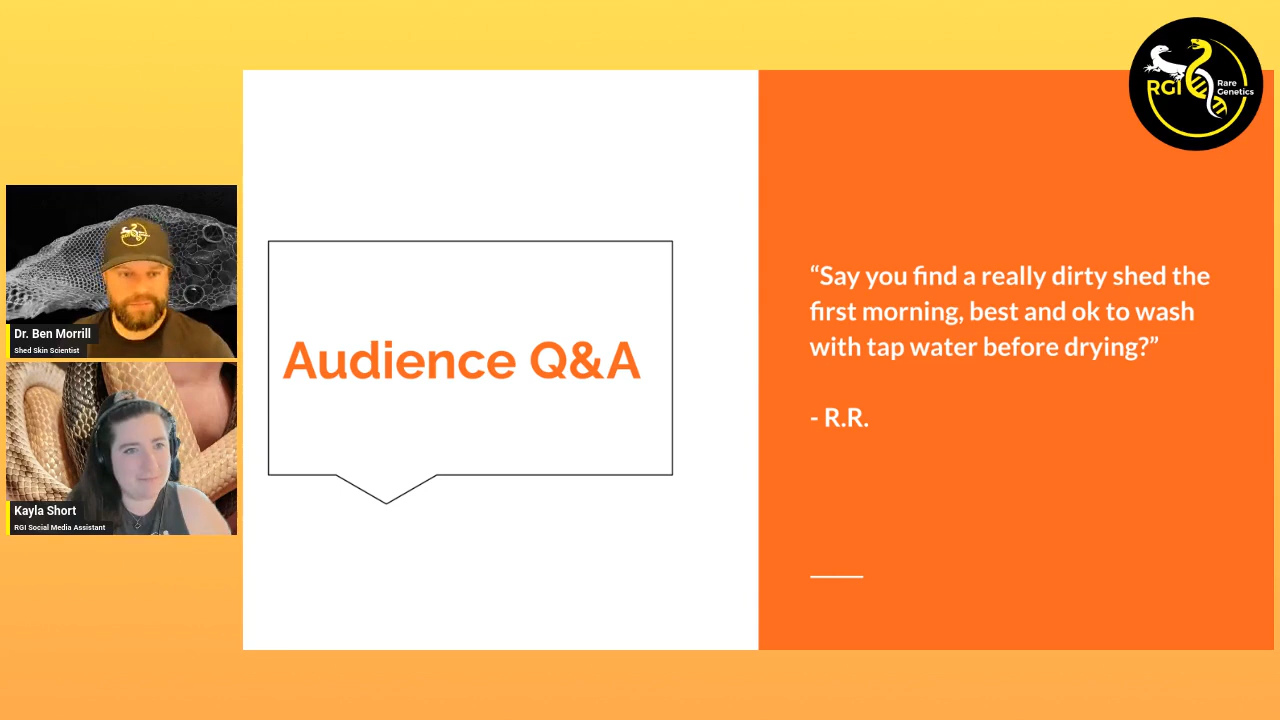 RGI
Rare
Genetics
Dr. Ben Morrill
Shed Skin Scientist
Kayla Short
RGI Social Media Assistant
Audience Q&A
“Say you find a really dirty shed the
first morning, best and ok to wash
with tap water before drying?”
- R.R.